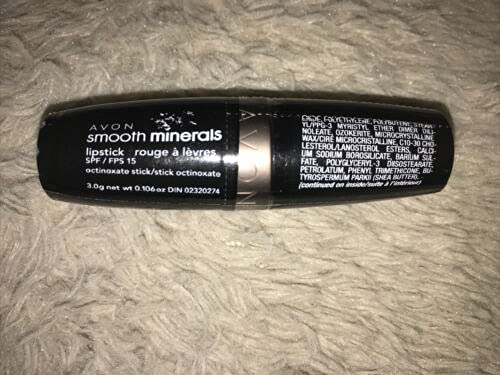 AVON
smooth minerals
lipstick rouge à lèvres
SPF / FPS 15
octinoxate stick/stick octinoxate
3.0g net wt 0.106 oz DIN 02320274
AVON
POLYETHYLENE, POLYBUTENE,
YL/PPG-3 MYRISTYL ETHER DIMER DILI-
NOLEATE, OZOKERITE, MICROCRYSTALLINE
WAX/CIRE MICROCRISTALLINE, C10-30 CHO-
LESTEROL/LANOSTEROL ESTERS, CALCI-
UM SODIUM BOROSILICATE, BARIUM SUL-
FATE, POLYGLYCERYL-3 DIISOSTEARATE,
PETROLATUM, PHENYL TRIMETHICONE, BU-
TYROSPERMUM PARKII (SHEA BUTTER).
(continued on inside/suite à l'intérieur)